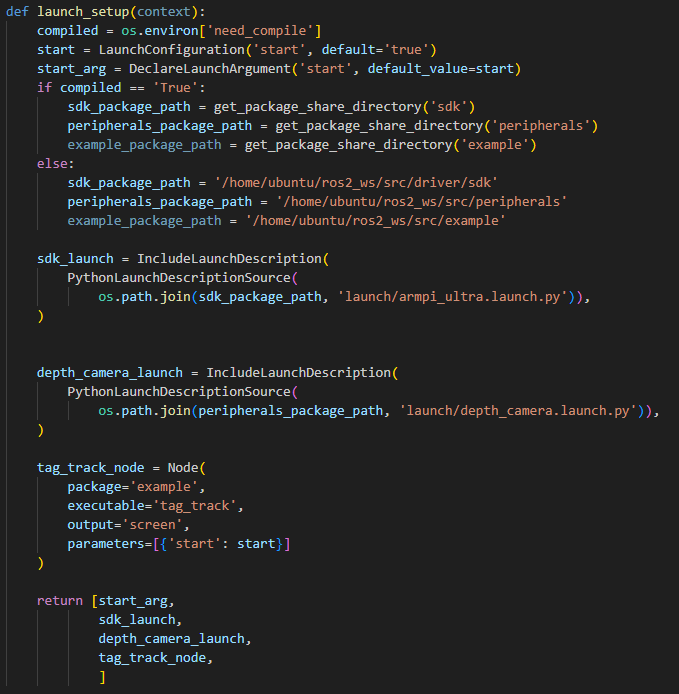 def launch_setup(context):
    compiled = os.environ['need_compile']
    start = LaunchConfiguration('start', default='true')
    start_arg = DeclareLaunchArgument('start', default_value=start)
    if compiled == 'True':
        sdk_package_path = get_package_share_directory('sdk')
        peripherals_package_path = get_package_share_directory('peripherals')
        example_package_path = get_package_share_directory('example')
    else:
        sdk_package_path = '/home/ubuntu/ros2_ws/src/driver/sdk'
        peripherals_package_path = '/home/ubuntu/ros2_ws/src/peripherals'
        example_package_path = '/home/ubuntu/ros2_ws/src/example'

    sdk_launch = IncludeLaunchDescription(
        PythonLaunchDescriptionSource(
            os.path.join(sdk_package_path, 'launch/armpi_ultra.launch.py')),
    )


    depth_camera_launch = IncludeLaunchDescription(
        PythonLaunchDescriptionSource(
            os.path.join(peripherals_package_path, 'launch/depth_camera.launch.py')),
    )

    tag_track_node = Node(
        package='example',
        executable='tag_track',
        output='screen',
        parameters=[{'start': start}]
    )

    return [start_arg,
            sdk_launch,
            depth_camera_launch,
            tag_track_node,
            ]